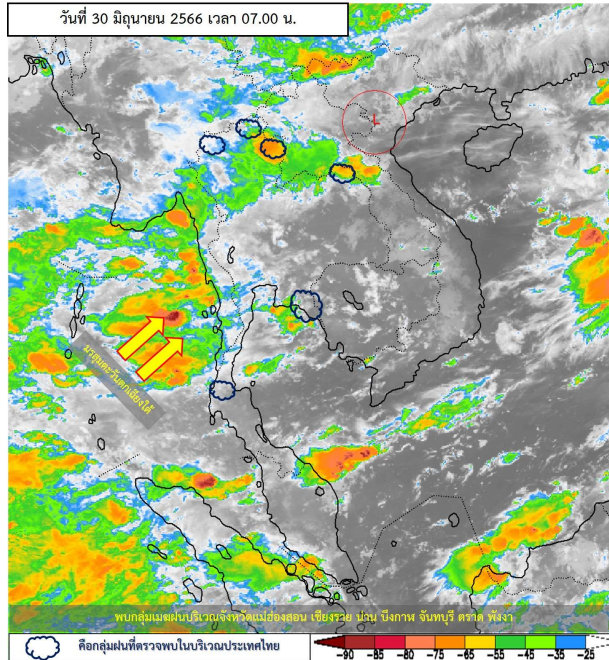 วันที่ 30 มิถุนายน 2566 เวลา 07.00 น.
L
มรสุมตะวันตกเฉียงใต้
พบกลุ่มเมฆฝนบริเวณจังหวัดแม่ฮ่องสอน เชียงราย น่าน บึงกาฬ จันทบุรี ตราด พังงา
คือกลุ่มฝนที่ตรวจพบในบริเวณประเทศไทย
-90 -85 -80 -75 -70 -65 -55 -45 -35 -25